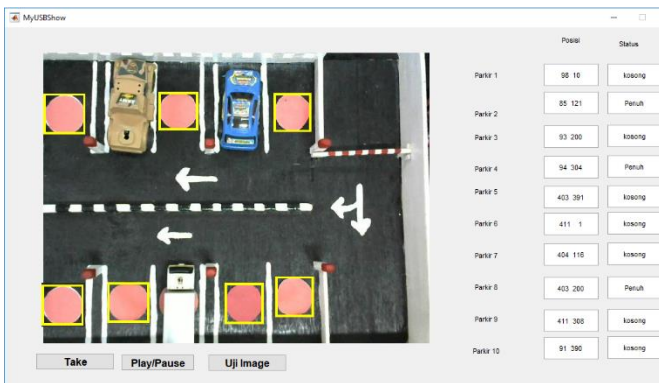 MyUSBShow
Posisi Status
Parkir 1 98 10 kosong
Parkir 2 85 121 Penuh
Parkir 3 93 200 kosong
Parkir 4 94 304 Penuh
Parkir 5 403 391 kosong
Parkir 6 411 1 kosong
Parkir 7 404 116 kosong
Parkir 8 403 200 Penuh
Parkir 9 411 308 kosong
Parkir 10 91 390 kosong
Take Play/Pause Uji Image